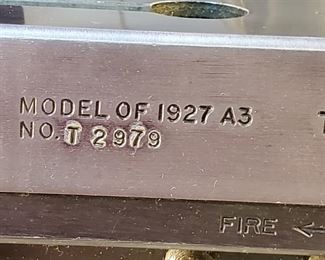 MODEL OF 1927 A3
NO. T 2979
FIRE ←